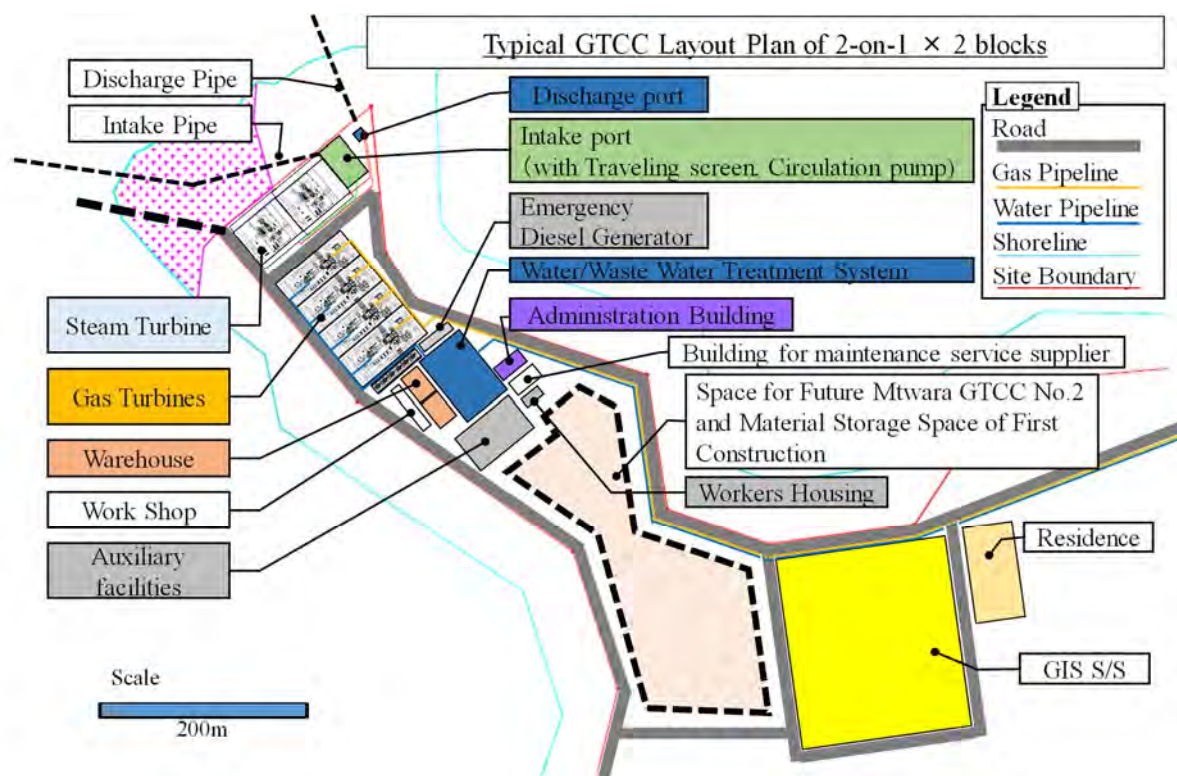 Typical GTCC Layout Plan of 2-on-1 × 2 blocks
Discharge Pipe
Intake Pipe
Discharge port
Intake port
(with Traveling screen, Circulation pump)
Emergency
Diesel Generator
Water/Waste Water Treatment System
Administration Building
Building for maintenance service supplier
Space for Future Mtwara GTCC No.2
and Material Storage Space of First
Construction
Workers Housing
Legend
Road
Gas Pipeline
Water Pipeline
Shoreline
Site Boundary
Steam Turbine
Gas Turbines
Warehouse
Work Shop
Auxiliary
facilities
Residence
GIS S/S
Scale
200m